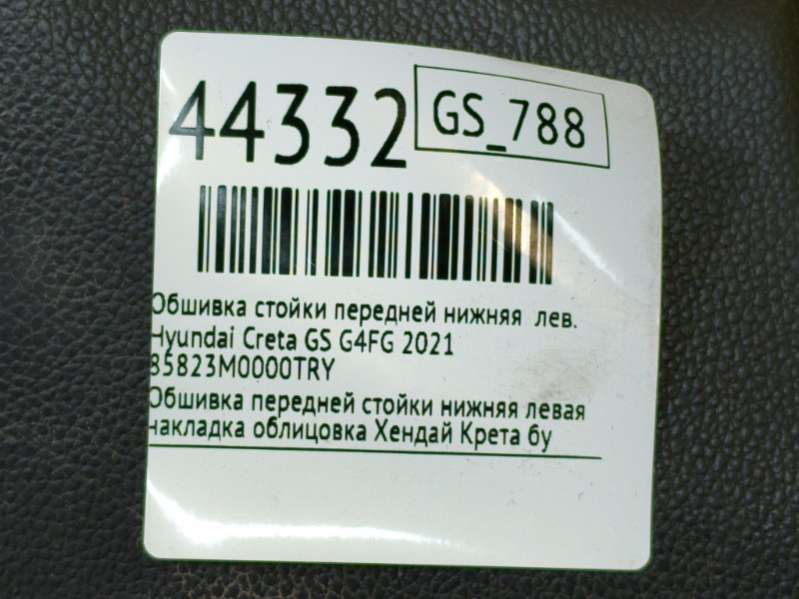 44332
GS_788
Обшивка стойки передней нижняя лев.
Hyundai Creta GS G4FG 2021
85823M0000TRY
Обшивка передней стойки нижняя левая
накладка облицовка Хендай Крета бу